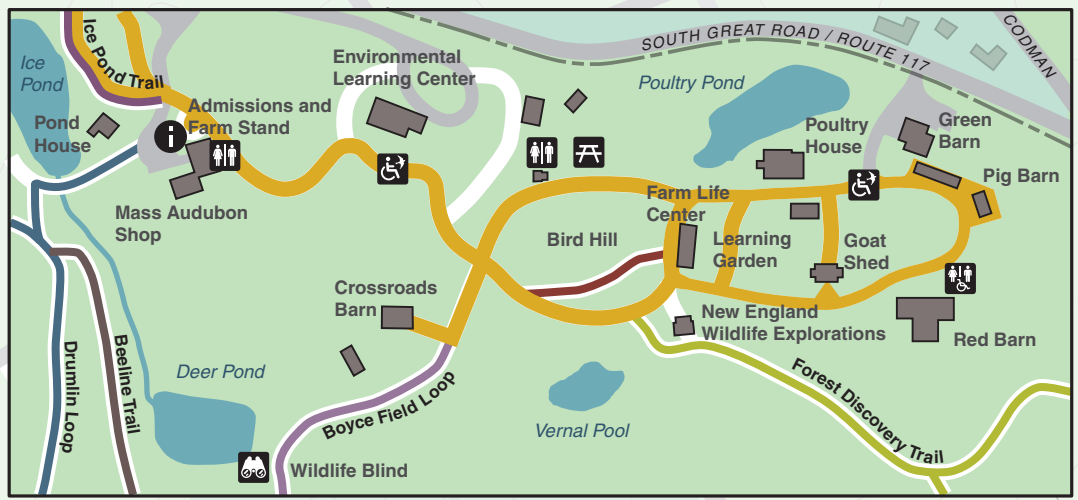 SOUTH GREAT ROAD / ROUTE 117
CODMAN
Ice Pond Trail
Ice
Pond
Environmental
Learning Center
Poultry Pond
Admissions and
Farm Stand
Pond
House
i
Poultry
House
Green
Barn
Pig Barn
Farm Life
Center
Mass Audubon
Shop
Bird Hill
Learning
Garden
Goat
Shed
Crossroads
Barn
New England
Wildlife Explorations
Red Barn
Drumlin Loop
Beeline Trail
Deer Pond
Boyce Field Loop
Vernal Pool
Forest Discovery Trail
Wildlife Blind